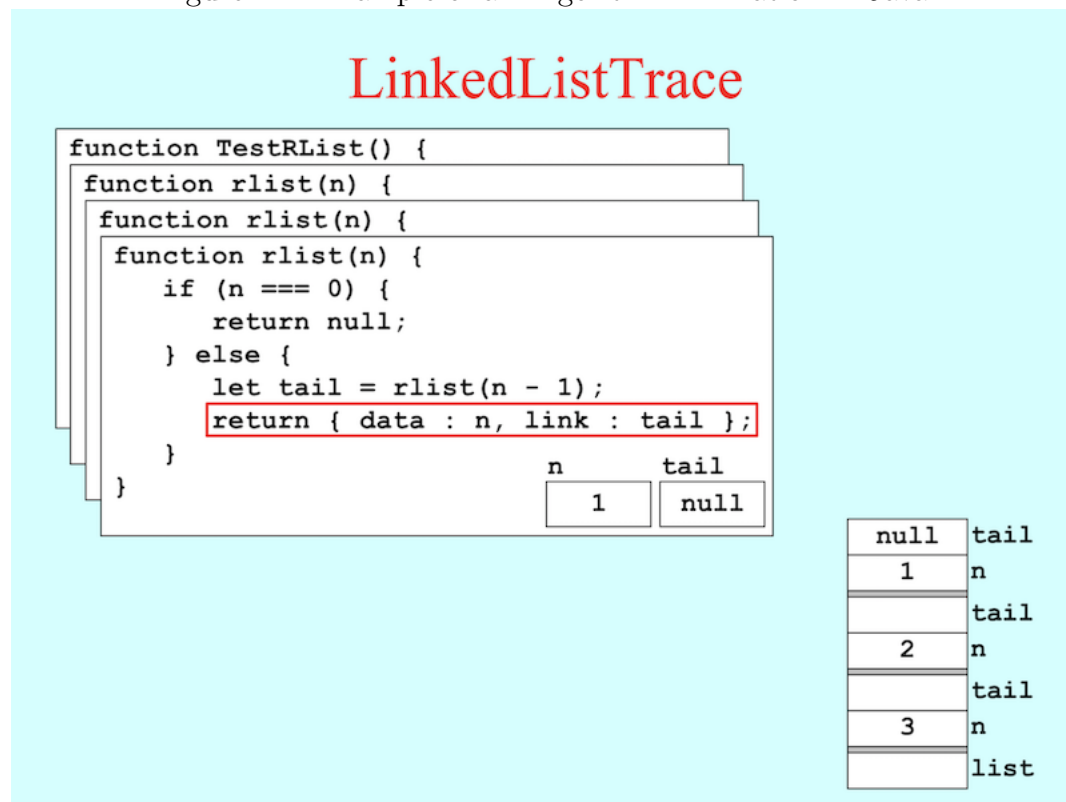 LinkedListTrace
function TestRList() {
function rlist(n) {
function rlist(n) {
function rlist(n) {
if (n === 0) {
return null;
} else {
let tail = rlist(n - 1);
return { data : n, link : tail };
}
}
n tail
1 null
null tail
1 n
tail
2 n
tail
3 n
list